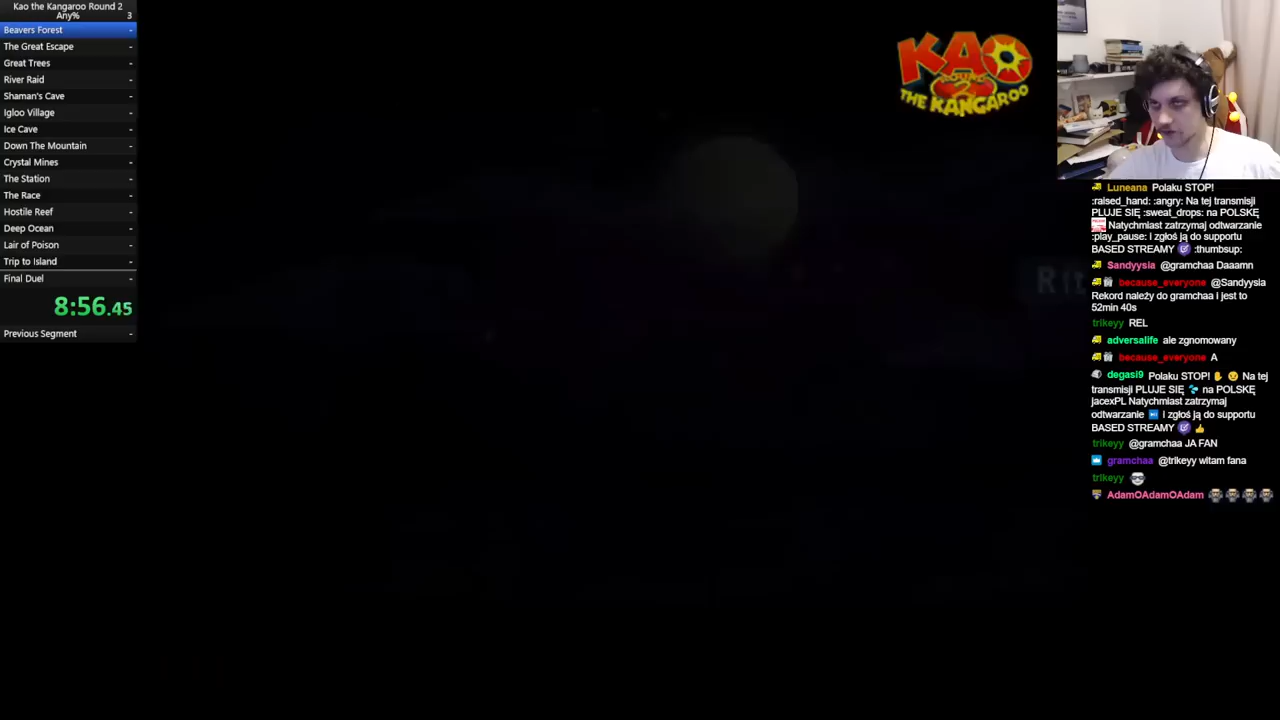 Kao the Kangaroo Round 2
Any% 3
Beavers Forest -
The Great Escape -
Great Trees -
River Raid -
Shaman's Cave -
Igloo Village -
Ice Cave -
Down The Mountain -
Crystal Mines -
The Station -
The Race -
Hostile Reef -
Deep Ocean -
Lair of Poison -
Trip to Island -
Final Duel -
8:56.45
Previous Segment -
KAO
ROUND
2
THE KANGAROO
Luneana Polaku STOP!
:raised_hand: :angry: Na tej transmisji
PLUJE SIĘ :sweat_drops: na POLSKĘ
Natychmiast zatrzymaj odtwarzanie
:play_pause: i zgłoś ją do supportu
BASED STREAMY :thumbsup:
Sandyysia @gramchaa Daaamn
because_everyone @Sandyysia
Rekord należy do gramchaa i jest to
52min 40s
trikeyy REL
adversalife ale zgnomowany
because_everyone A
degasi9 Polaku STOP! Na tej
transmisji PLUJE SIĘ na POLSKĘ
jacexPL Natychmiast zatrzymaj
odtwarzanie i zgłoś ją do supportu
BASED STREAMY
trikeyy @gramchaa JA FAN
gramchaa @trikeyy witam fana
trikeyy
AdamOAdamOAdam